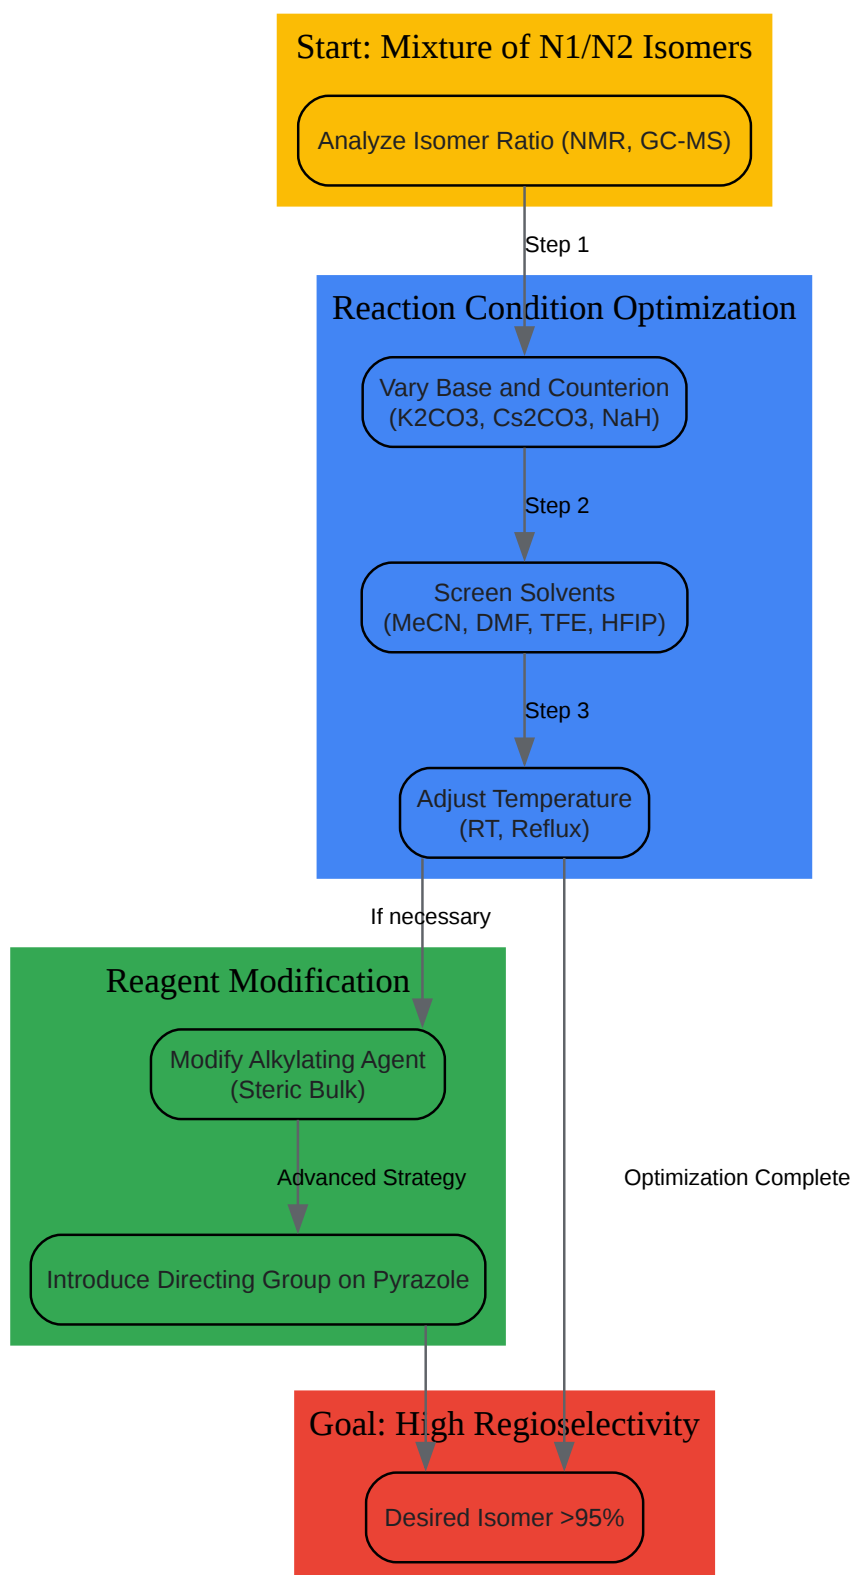 Start: Mixture of N1/N2 Isomers
Analyze Isomer Ratio (NMR, GC-MS)
Step 1
Reaction Condition Optimization
Vary Base and Counterion
(K2CO3, Cs2CO3, NaH)
Step 2
Screen Solvents
(MeCN, DMF, TFE, HFIP)
Step 3
Adjust Temperature
(RT, Reflux)
If necessary
Reagent Modification
Modify Alkylating Agent
(Steric Bulk)
Advanced Strategy
Optimization Complete
Introduce Directing Group on Pyrazole
Goal: High Regioselectivity
Desired Isomer >95%